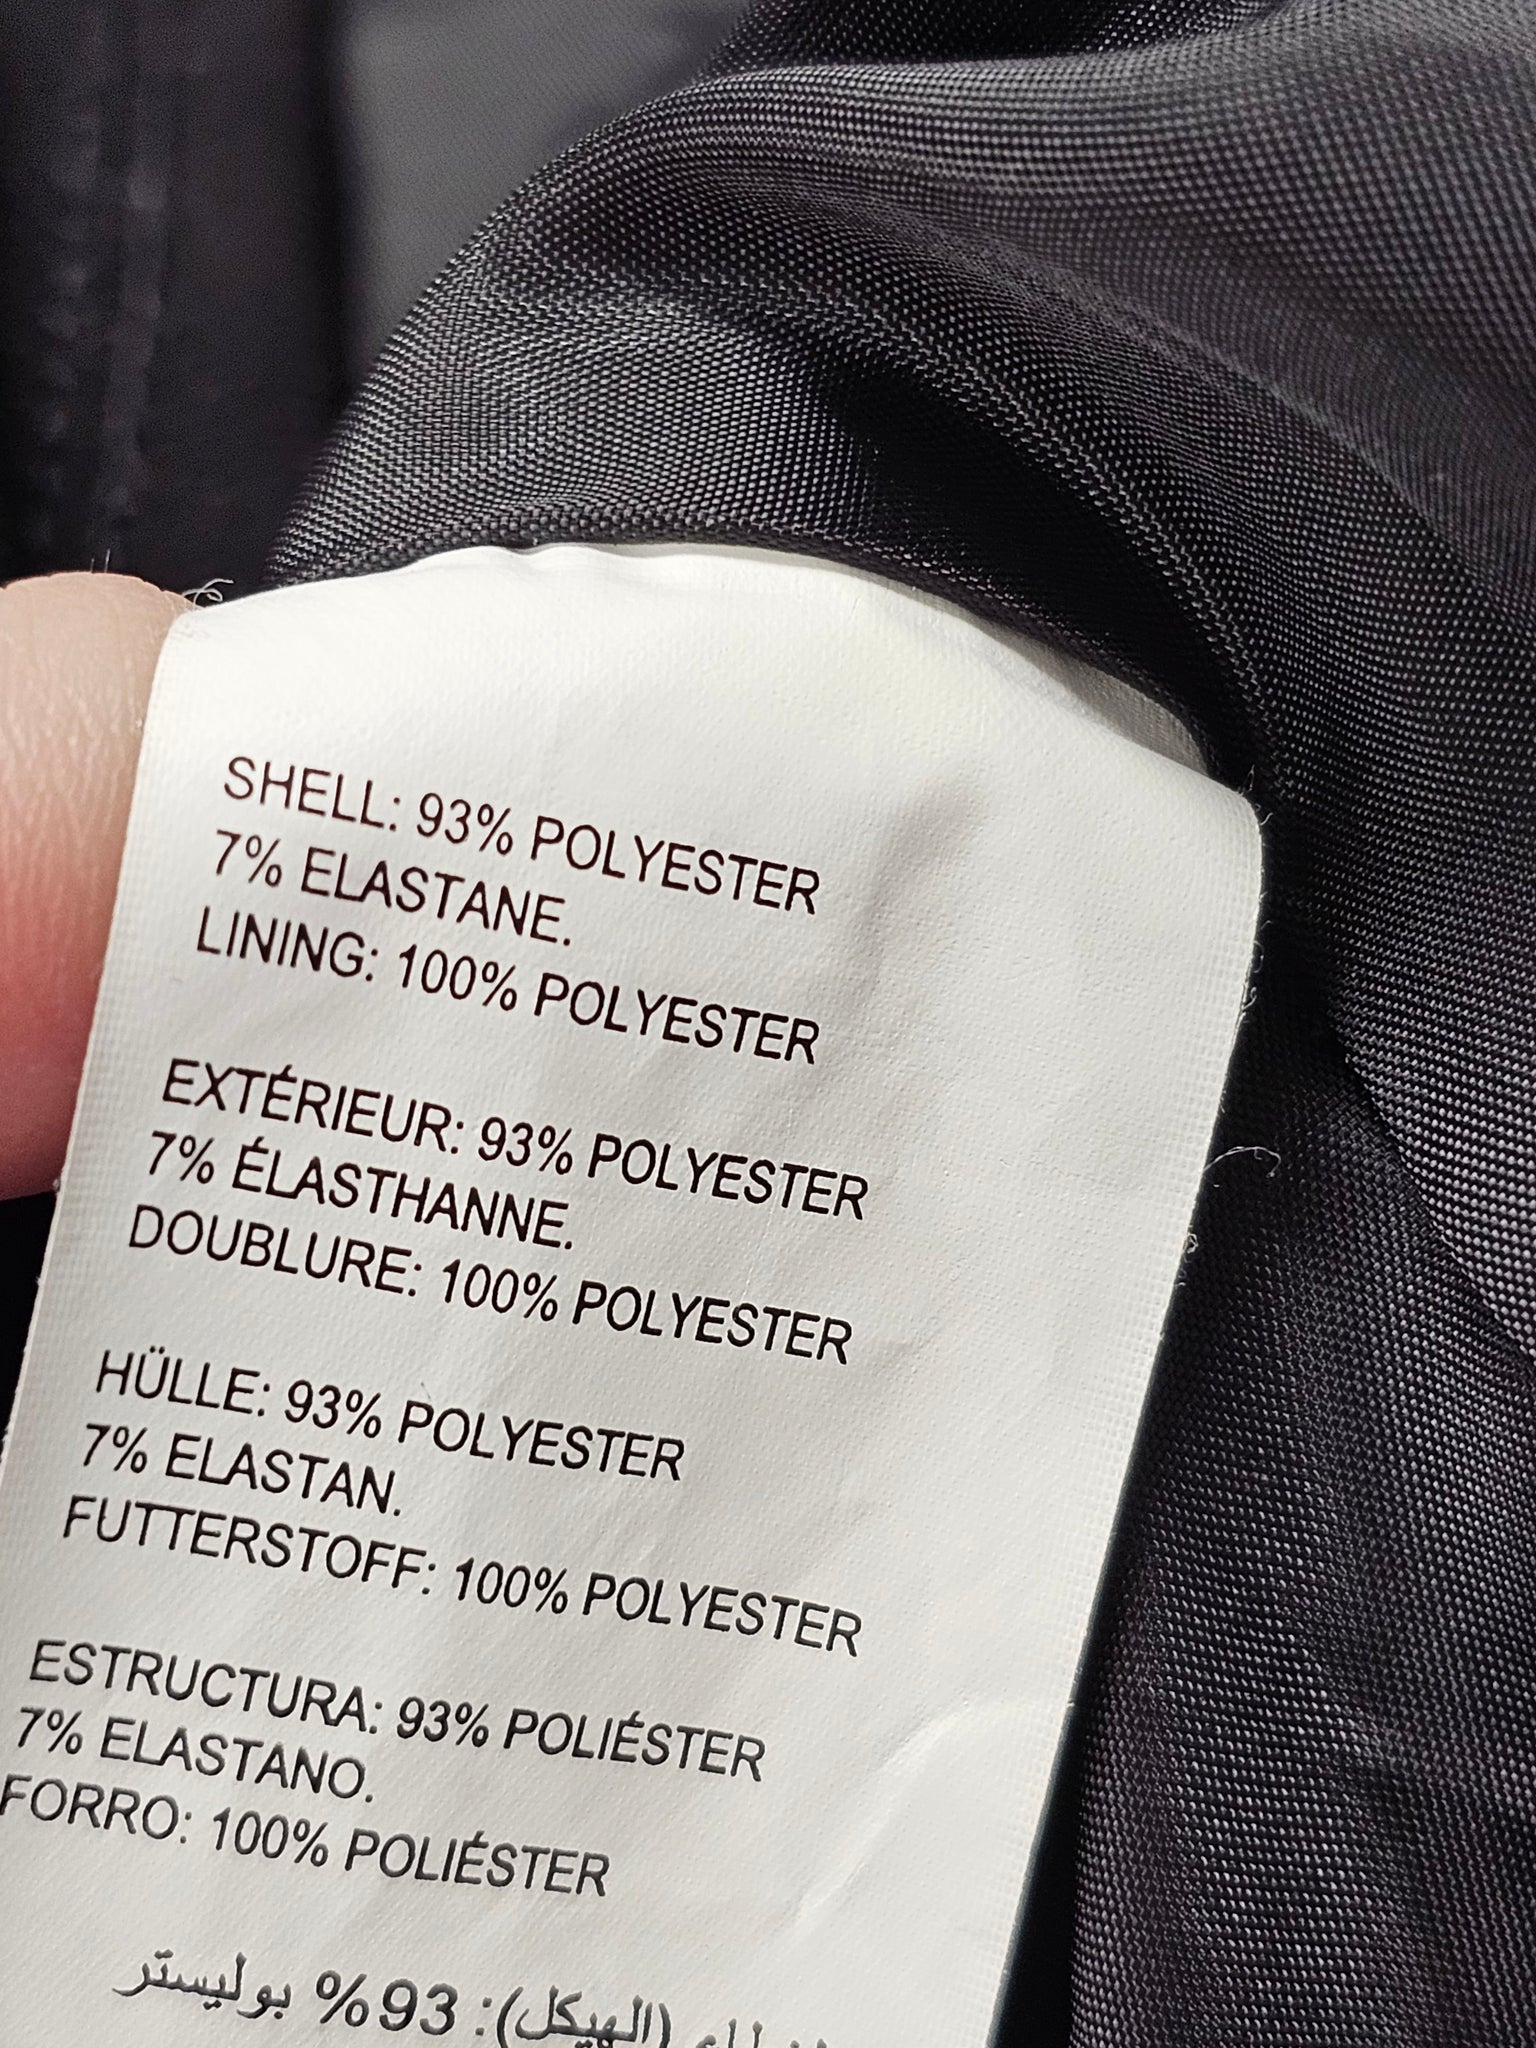 SHELL: 93% POLYESTER
7% ELASTANE.
LINING: 100% POLYESTER
EXTÉRIEUR: 93% POLYESTER
7% ÉLASTHANNE.
DOUBLURE: 100% POLYESTER
HÜLLE: 93% POLYESTER
7% ELASTAN.
FUTTERSTOFF: 100% POLYESTER
ESTRUCTURA: 93% POLIÉSTER
7% ELASTANO.
FORRO: 100% POLIÉSTER
(الهيكل): 93% بوليستر